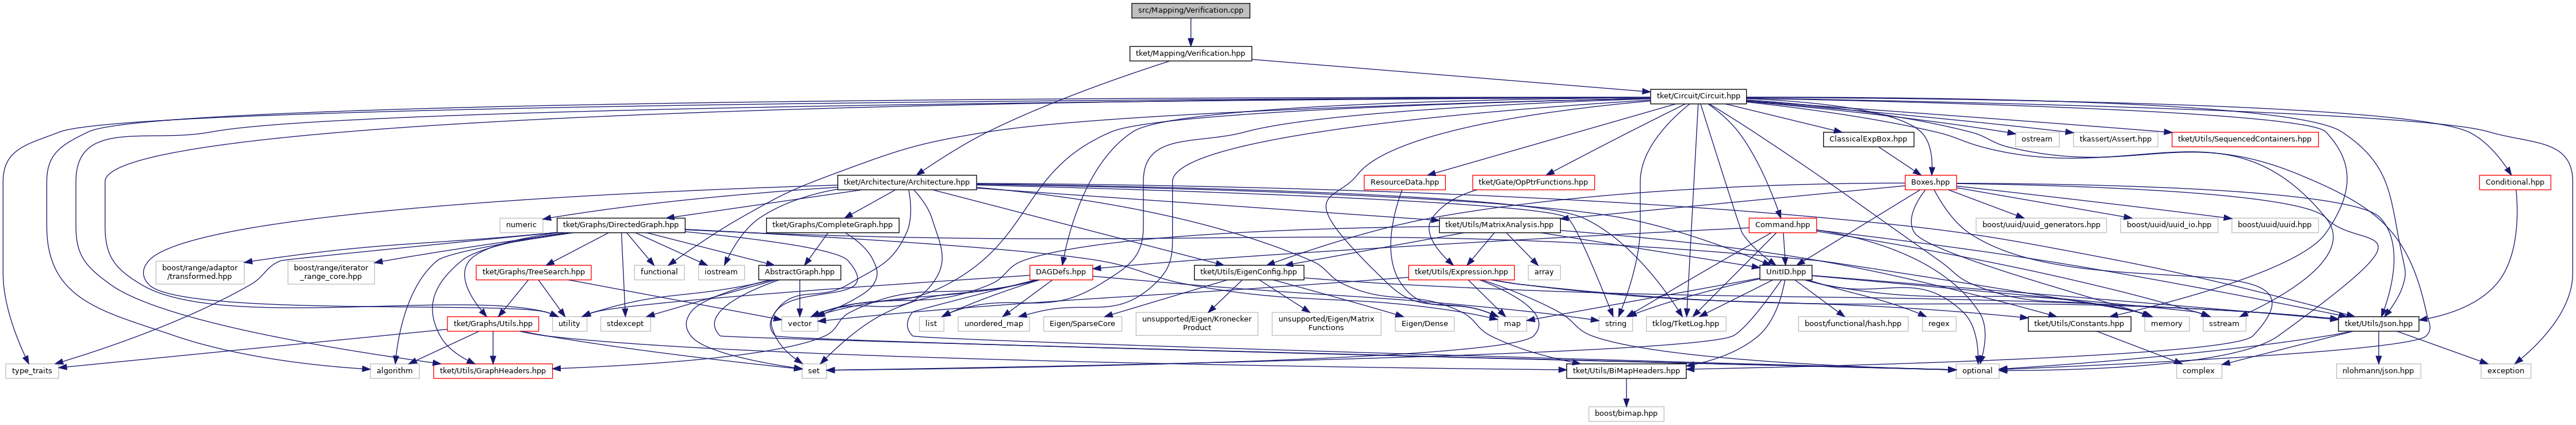 src/Mapping/Verification.cpp
tket/Mapping/Verification.hpp
tket/Circuit/Circuit.hpp
ClassicalExpBox.hpp
ostream
tkassert/Assert.hpp
tket/Utils/SequencedContainers.hpp
tket/Architecture/Architecture.hpp
ResourceData.hpp
tket/Gate/OpPtrFunctions.hpp
Boxes.hpp
Conditional.hpp
numeric
tket/Graphs/DirectedGraph.hpp
tket/Graphs/CompleteGraph.hpp
tket/Utils/MatrixAnalysis.hpp
Command.hpp
boost/uuid/uuid_generators.hpp
boost/uuid/uuid_io.hpp
boost/uuid/uuid.hpp
boost/range/adaptor
/transformed.hpp
boost/range/iterator
_range_core.hpp
tket/Graphs/TreeSearch.hpp
functional
iostream
AbstractGraph.hpp
DAGDefs.hpp
tket/Utils/EigenConfig.hpp
tket/Utils/Expression.hpp
array
UnitID.hpp
tket/Graphs/Utils.hpp
utility
stdexcept
vector
list
unordered_map
Eigen/SparseCore
unsupported/Eigen/Kronecker
Product
unsupported/Eigen/Matrix
Functions
Eigen/Dense
map
string
tklog/TketLog.hpp
boost/functional/hash.hpp
regex
tket/Utils/Constants.hpp
memory
sstream
tket/Utils/Json.hpp
type_traits
algorithm
tket/Utils/GraphHeaders.hpp
set
tket/Utils/BiMapHeaders.hpp
optional
complex
nlohmann/json.hpp
exception
boost/bimap.hpp